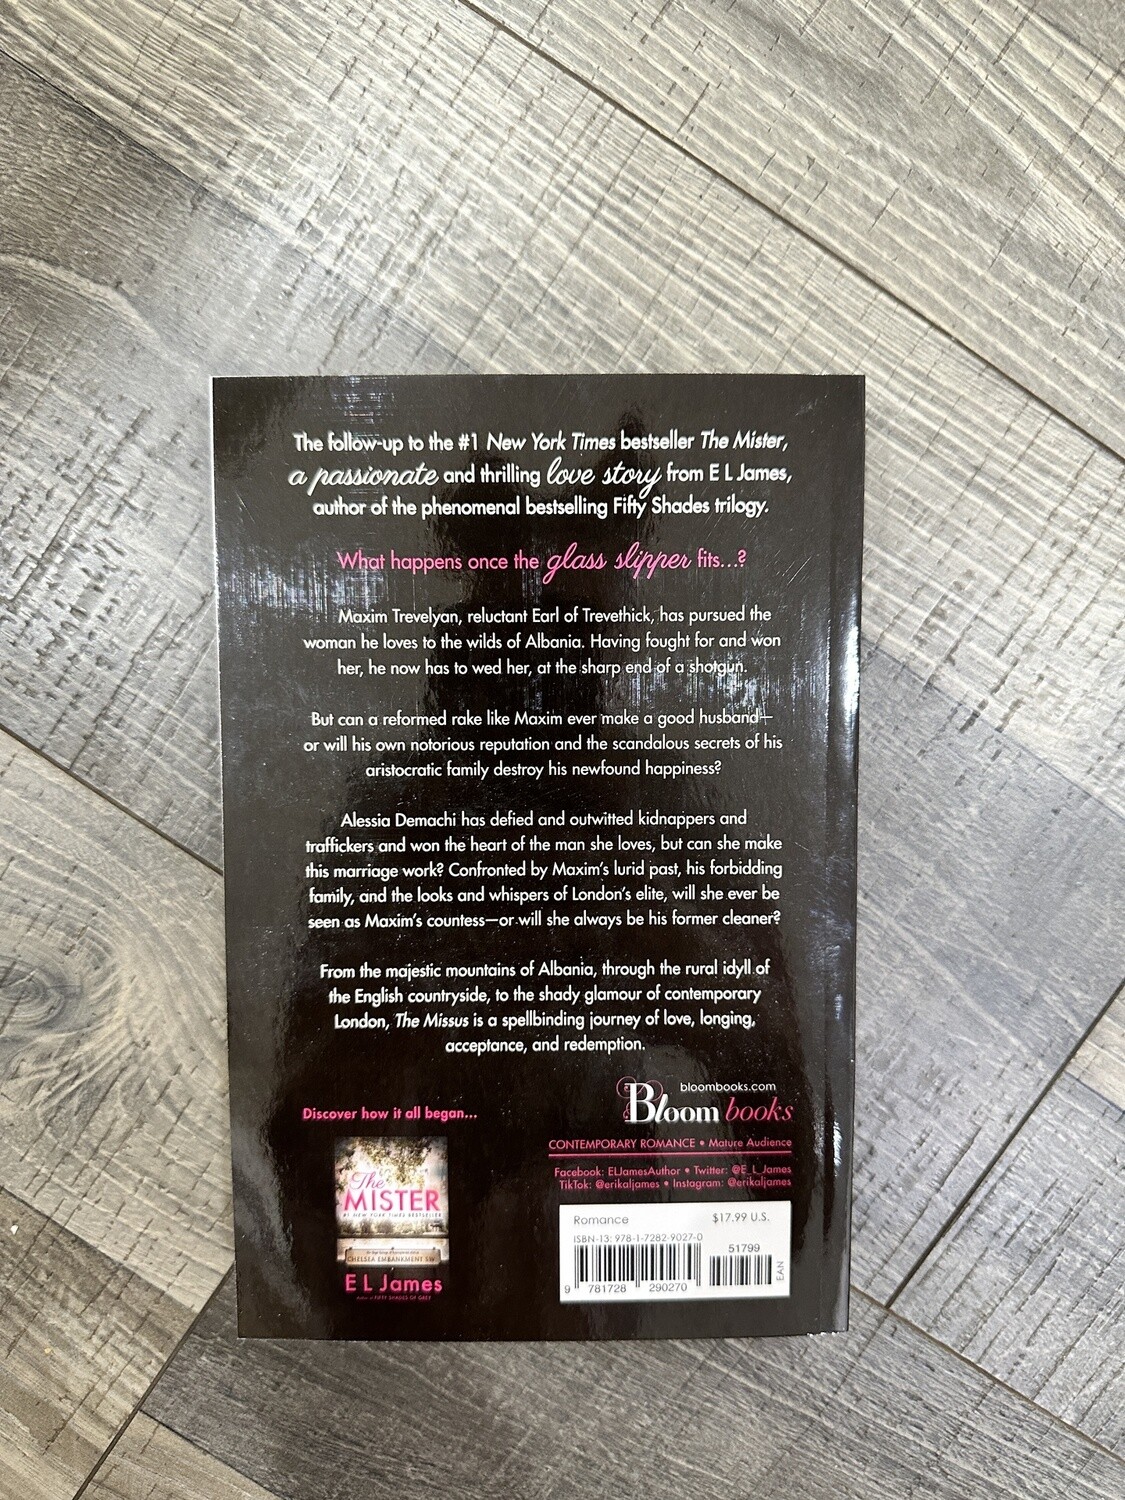 The follow-up to the #1 New York Times bestseller The Mister,
a passionate and thrilling love story from E L James,
author of the phenomenal bestselling Fifty Shades trilogy.
What happens once the glass slipper fits...?
Maxim Trevelyan, reluctant Earl of Trevethick, has pursued the
woman he loves to the wilds of Albania. Having fought for and won
her, he now has to wed her, at the sharp end of a shotgun.
But can a reformed rake like Maxim ever make a good husband—
or will his own notorious reputation and the scandalous secrets of his
aristocratic family destroy his newfound happiness?
Alessia Demachi has defied and outwitted kidnappers and
traffickers and won the heart of the man she loves, but can she make
this marriage work? Confronted by Maxim's lurid past, his forbidding
family, and the looks and whispers of London's elite, will she ever be
seen as Maxim's countess—or will she always be his former cleaner?
From the majestic mountains of Albania, through the rural idyll of
the English countryside, to the shady glamour of contemporary
London, The Missus is a spellbinding journey of love, longing,
acceptance, and redemption.
Discover how it all began...
The
MISTER
#1 NEW YORK TIMES BESTSELLER
CHELSEA EMBANKMENT SW
E L James
author of FIFTY SHADES OF GREY
bloombooks.com
Bloom books
CONTEMPORARY ROMANCE • Mature Audience
Facebook: ELJamesAuthor • Twitter: @E_L_James
TikTok: @erikaljames • Instagram: @erikaljames
Romance $17.99 U.S.
ISBN-13: 978-1-7282-9027-0
51799
EAN
9 781728 290270